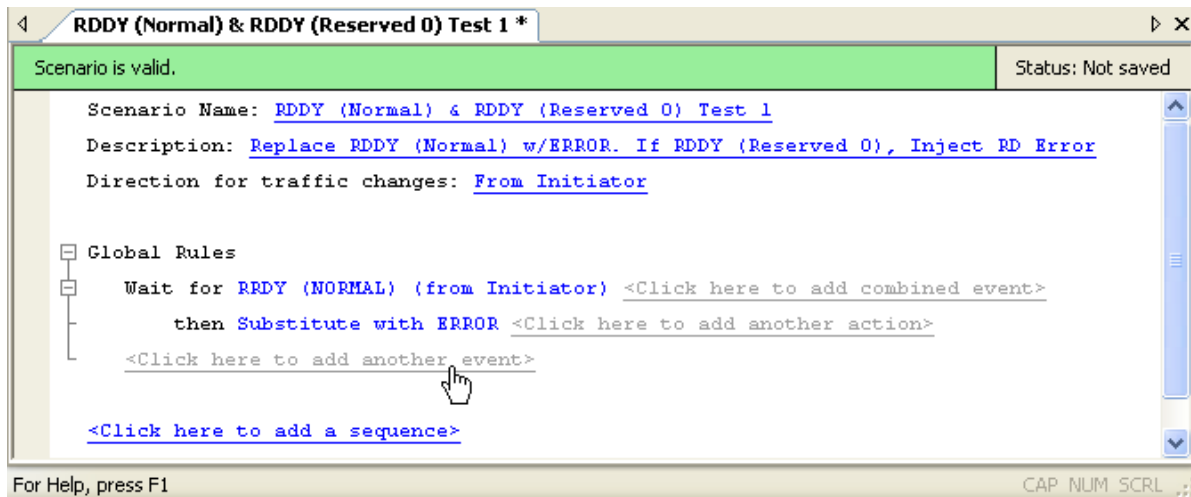 RDDY (Normal) & RDDY (Reserved 0) Test 1 *
Scenario is valid. Status: Not saved
Scenario Name: RDDY (Normal) & RDDY (Reserved 0) Test 1
Description: Replace RDDY (Normal) w/ERROR. If RDDY (Reserved 0), Inject RD Error
Direction for traffic changes: From Initiator
Global Rules
Wait for RRDY (NORMAL) (from Initiator) <Click here to add combined event>
then Substitute with ERROR <Click here to add another action>
<Click here to add another event>
<Click here to add a sequence>
For Help, press F1 CAP NUM SCRL